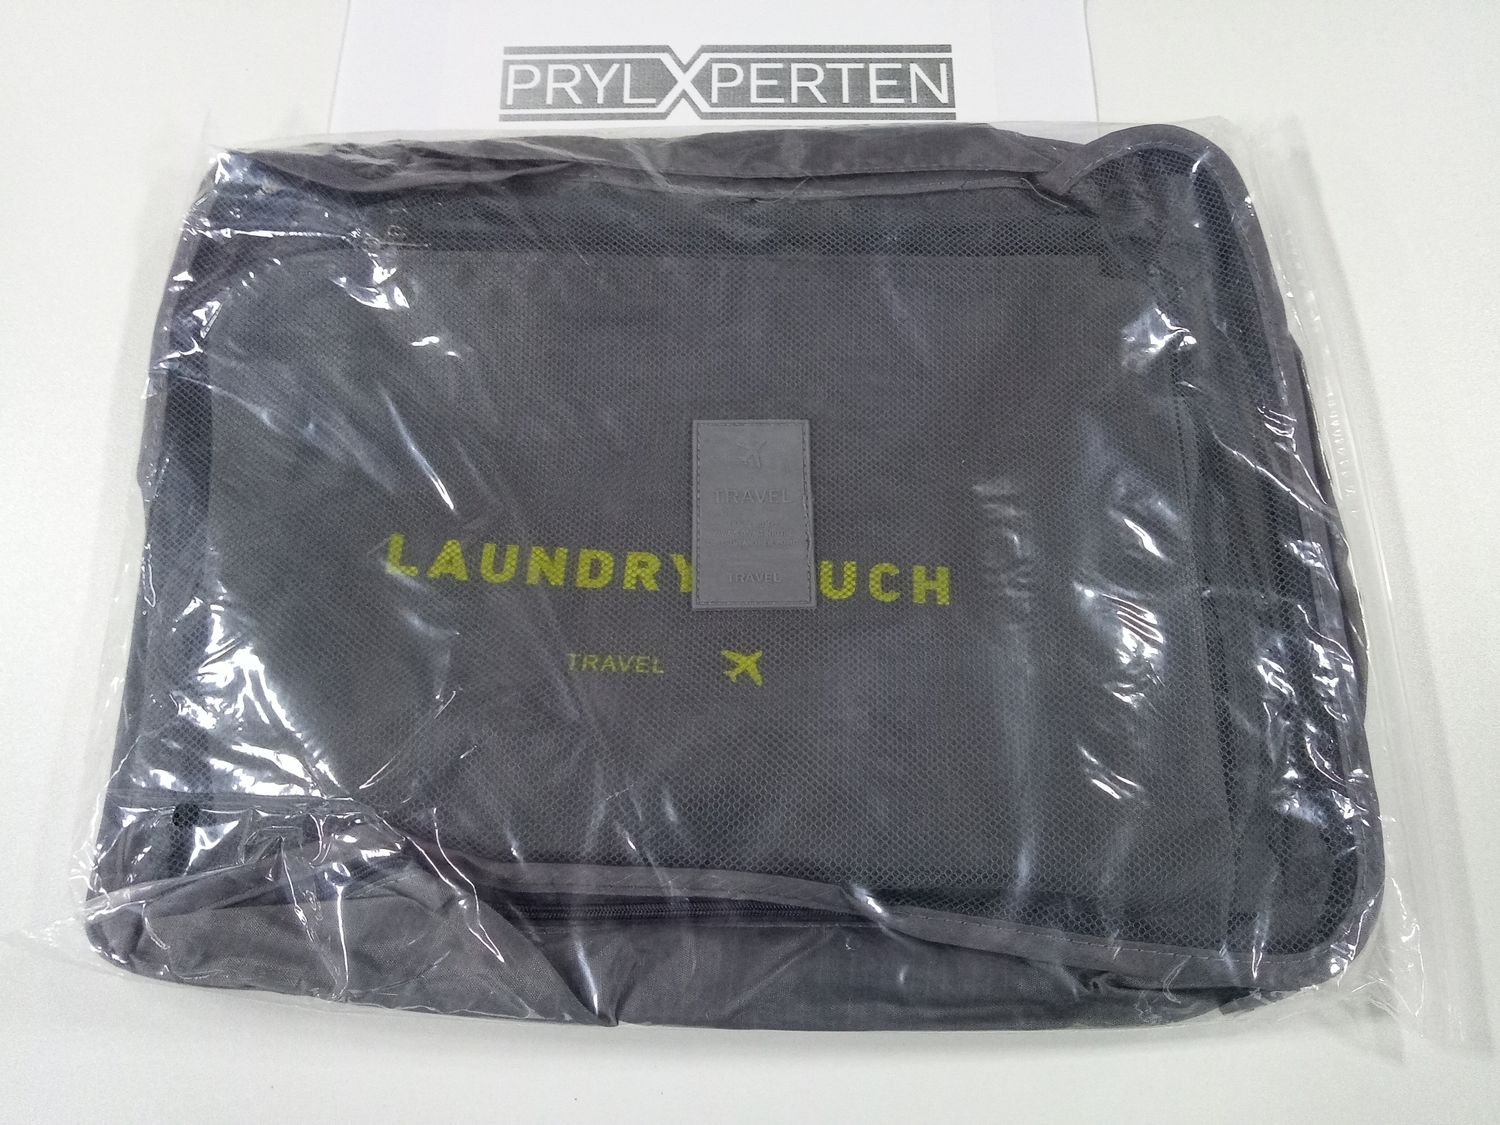 PRYLXPERTEN
TRAVEL
LAUNDRY UCH
TRAVEL
TRAVEL